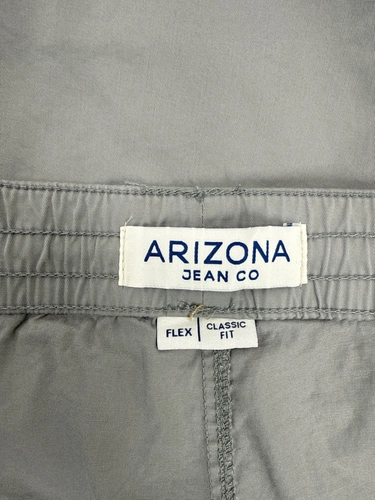 ARIZONA
JEAN CO
FLEX
CLASSIC
FIT